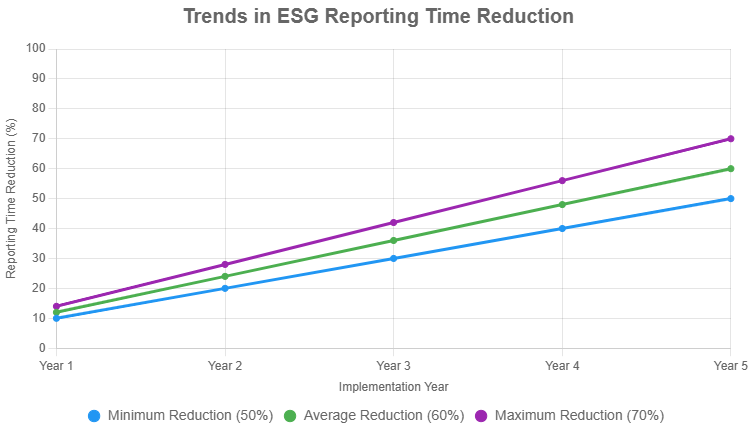 Trends in ESG Reporting Time Reduction
Reporting Time Reduction (%)
100
90
80
70
60
50
40
30
20
10
0
Year 1 Year 2 Year 3 Year 4 Year 5
Implementation Year
Minimum Reduction (50%) Average Reduction (60%) Maximum Reduction (70%)